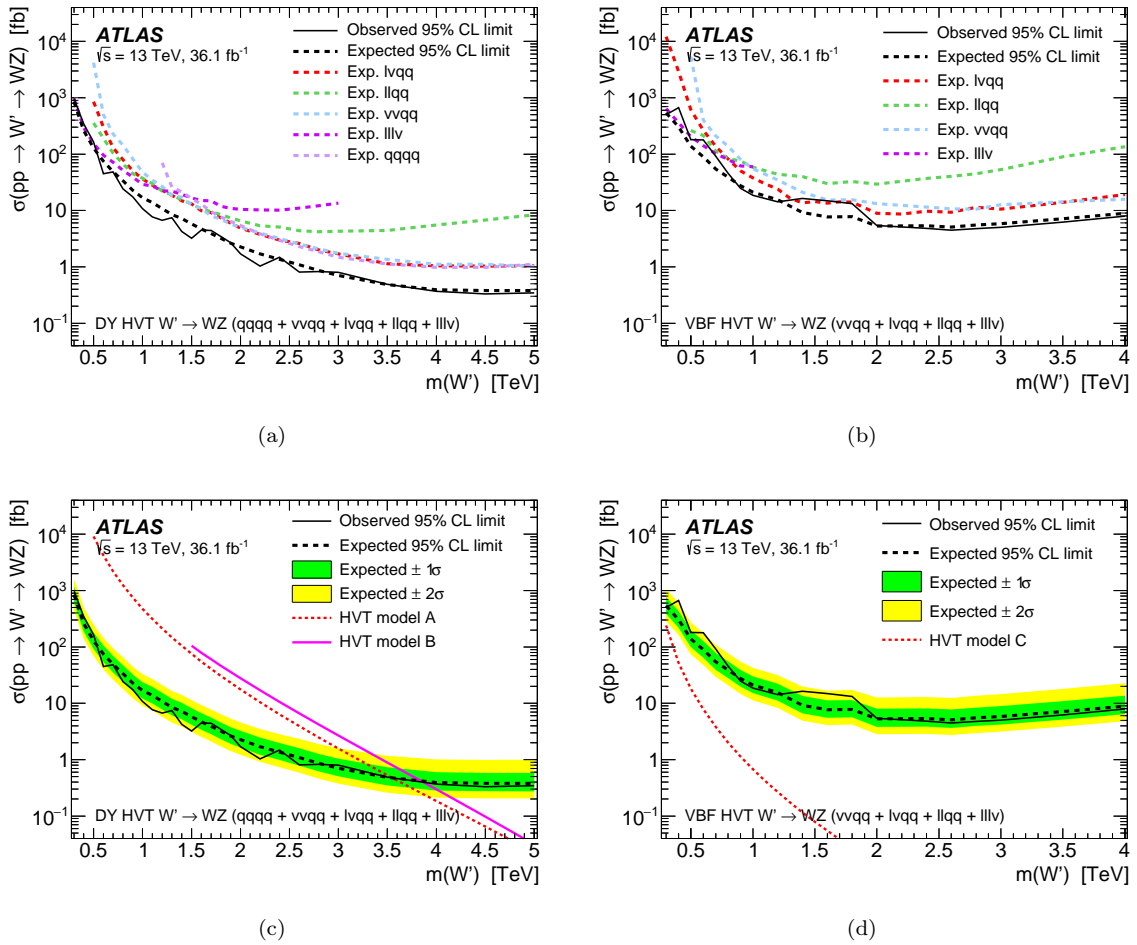 σ(pp → W' → WZ) [fb]
10⁴
10³
10²
10
1
10⁻¹
ATLAS
√s = 13 TeV, 36.1 fb⁻¹
Observed 95% CL limit
Expected 95% CL limit
Exp. lvqq
Exp. llqq
Exp. vvqq
Exp. lllv
Exp. qqqq
DY HVT W' → WZ (qqqq + vvqq + lvqq + llqq + lllv)
0.5 1 1.5 2 2.5 3 3.5 4 4.5 5
m(W') [TeV]
(a)
σ(pp → W' → WZ) [fb]
10⁴
10³
10²
10
1
10⁻¹
ATLAS
√s = 13 TeV, 36.1 fb⁻¹
Observed 95% CL limit
Expected 95% CL limit
Exp. lvqq
Exp. llqq
Exp. vvqq
Exp. lllv
VBF HVT W' → WZ (vvqq + lvqq + llqq + lllv)
0.5 1 1.5 2 2.5 3 3.5 4
m(W') [TeV]
(b)
σ(pp → W' → WZ) [fb]
10⁴
10³
10²
10
1
10⁻¹
ATLAS
√s = 13 TeV, 36.1 fb⁻¹
Observed 95% CL limit
Expected 95% CL limit
Expected ± 1σ
Expected ± 2σ
HVT model A
HVT model B
DY HVT W' → WZ (qqqq + vvqq + lvqq + llqq + lllv)
0.5 1 1.5 2 2.5 3 3.5 4 4.5 5
m(W') [TeV]
(c)
σ(pp → W' → WZ) [fb]
10⁴
10³
10²
10
1
10⁻¹
ATLAS
√s = 13 TeV, 36.1 fb⁻¹
Observed 95% CL limit
Expected 95% CL limit
Expected ± 1σ
Expected ± 2σ
HVT model C
VBF HVT W' → WZ (vvqq + lvqq + llqq + lllv)
0.5 1 1.5 2 2.5 3 3.5 4
m(W') [TeV]
(d)